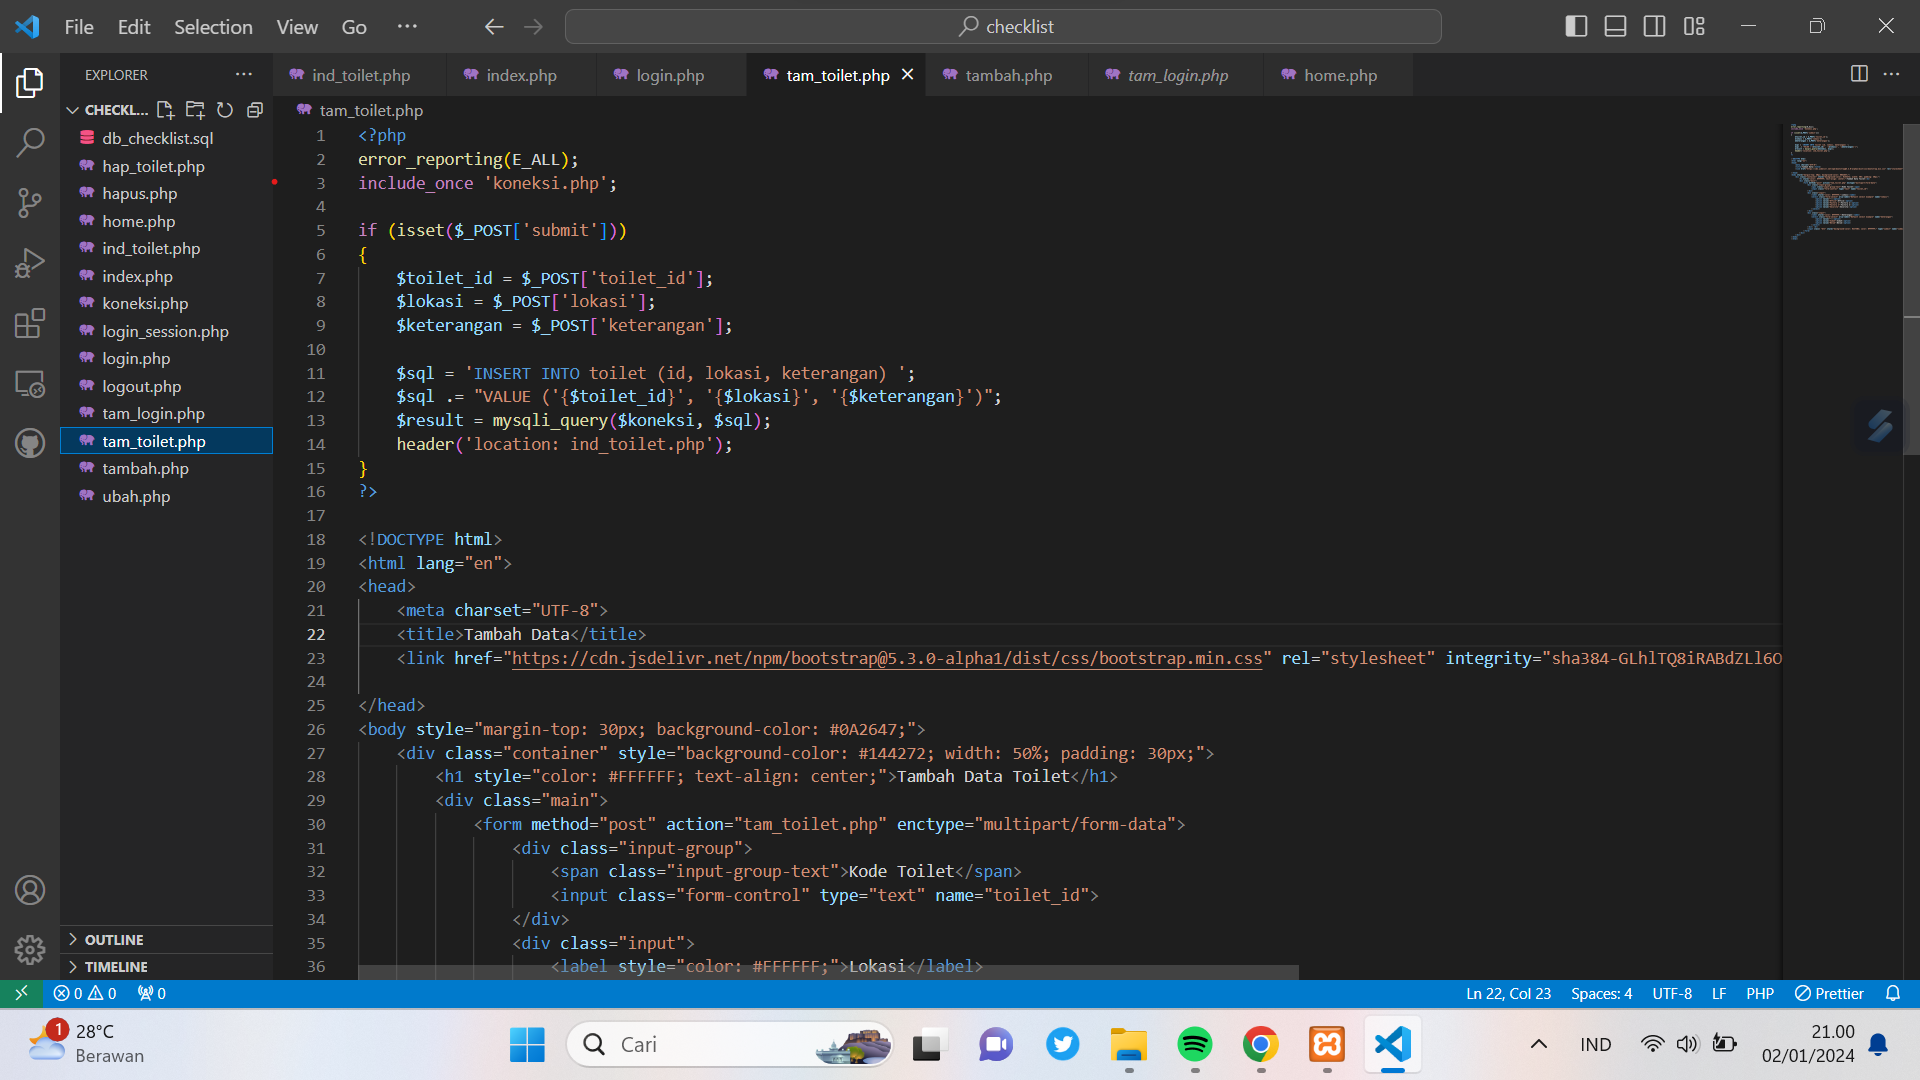 File Edit Selection View Go ···
checklist
EXPLORER ···
CHECKL...
db_checklist.sql
hap_toilet.php
hapus.php
home.php
ind_toilet.php
index.php
koneksi.php
login_session.php
login.php
logout.php
tam_login.php
tam_toilet.php
tambah.php
ubah.php
OUTLINE
TIMELINE
ind_toilet.php index.php login.php tam_toilet.php tambah.php tam_login.php home.php
tam_toilet.php
1 <?php
2 error_reporting(E_ALL);
3 include_once 'koneksi.php';
4
5 if (isset($_POST['submit']))
6 {
7 $toilet_id = $_POST['toilet_id'];
8 $lokasi = $_POST['lokasi'];
9 $keterangan = $_POST['keterangan'];
10
11 $sql = 'INSERT INTO toilet (id, lokasi, keterangan) ';
12 $sql .= "VALUE ('{$toilet_id}', '{$lokasi}', '{$keterangan}')";
13 $result = mysqli_query($koneksi, $sql);
14 header('location: ind_toilet.php');
15 }
16 ?>
17
18 <!DOCTYPE html>
19 <html lang="en">
20 <head>
21 <meta charset="UTF-8">
22 <title>Tambah Data</title>
23 <link href="https://cdn.jsdelivr.net/npm/bootstrap@5.3.0-alpha1/dist/css/bootstrap.min.css" rel="stylesheet" integrity="sha384-GLhlTQ8iRABdZLl6O
24
25 </head>
26 <body style="margin-top: 30px; background-color: #0A2647;">
27 <div class="container" style="background-color: #144272; width: 50%; padding: 30px;">
28 <h1 style="color: #FFFFFF; text-align: center;">Tambah Data Toilet</h1>
29 <div class="main">
30 <form method="post" action="tam_toilet.php" enctype="multipart/form-data">
31 <div class="input-group">
32 <span class="input-group-text">Kode Toilet</span>
33 <input class="form-control" type="text" name="toilet_id">
34 </div>
35 <div class="input">
36 <label style="color: #FFFFFF;">Lokasi</label>
0 0 0
Ln 22, Col 23 Spaces: 4 UTF-8 LF PHP Prettier
1
28°C
Berawan
Cari
IND
21.00
02/01/2024